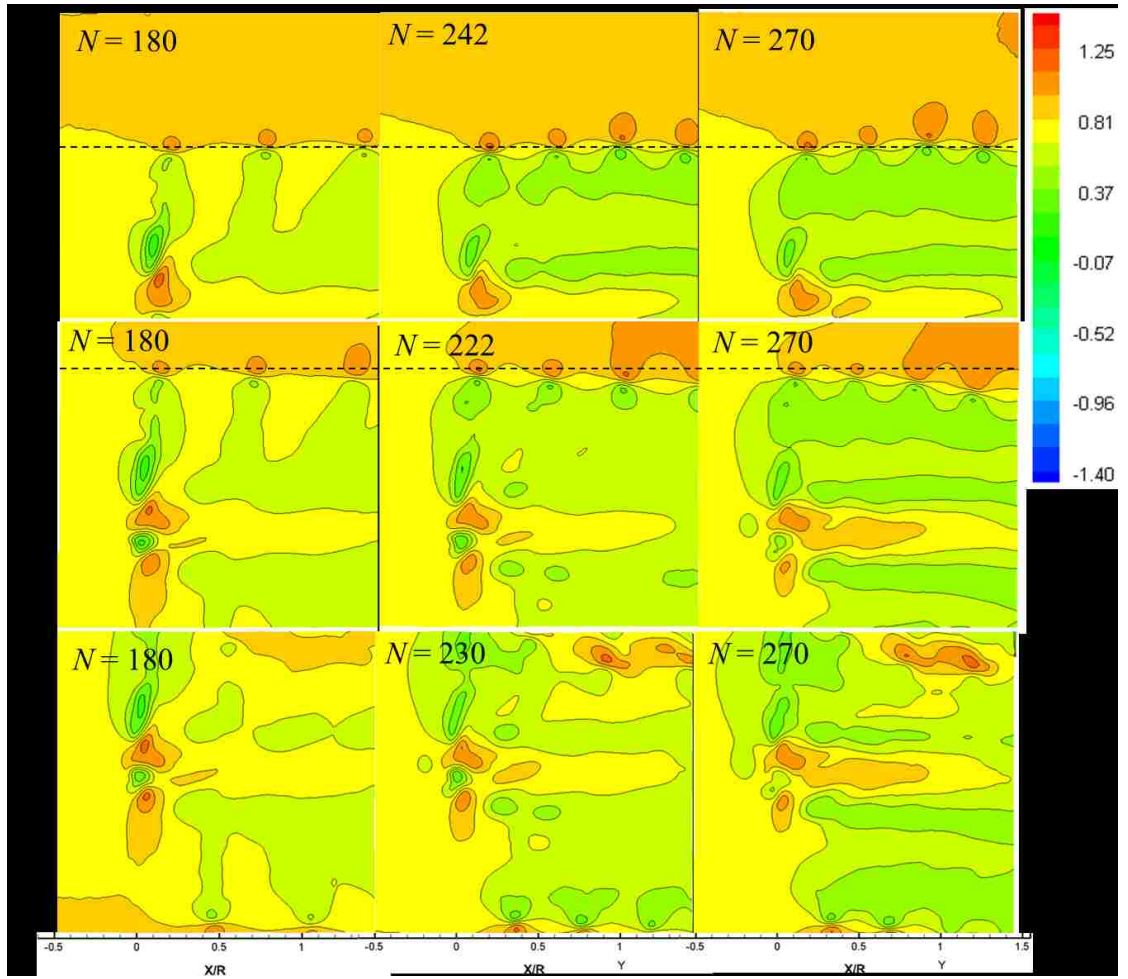 N = 180 N = 242 N = 270
1.25
0.81
0.37
-0.07
-0.52
-0.96
-1.40
N = 180 N = 222 N = 270
N = 180 N = 230 N = 270
-0.5 0 0.5 1 -0.5 0 0.5 1 -0.5 0 0.5 1 1.5
X/R X/R Y X/R Y